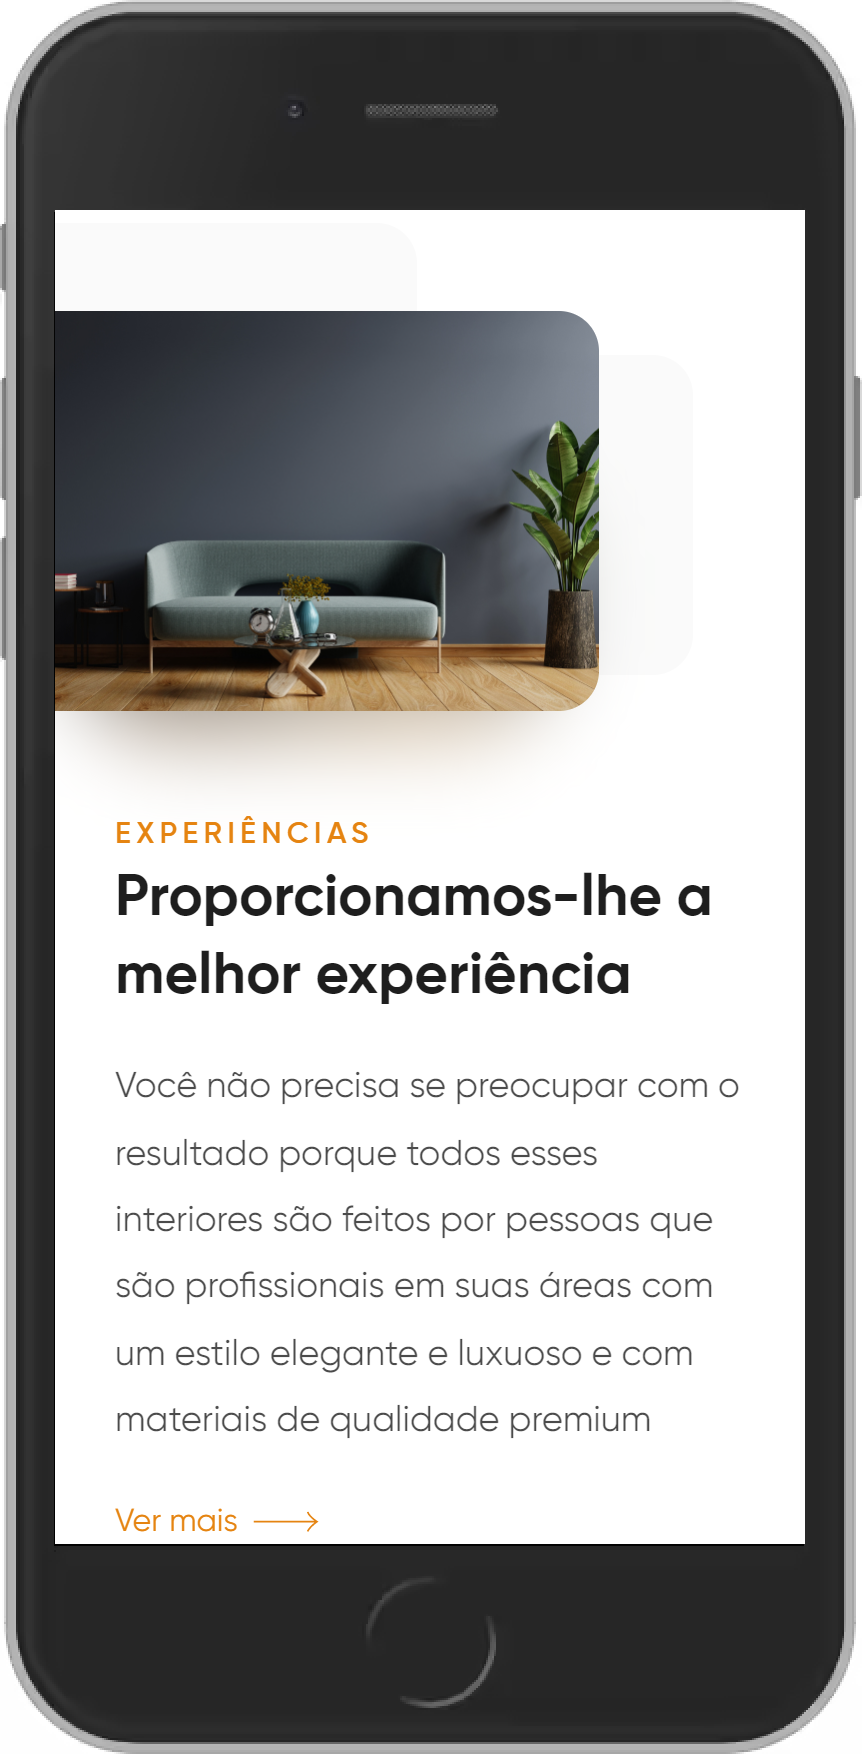 EXPERIÊNCIAS
Proporcionamos-lhe a
melhor experiência
Você não precisa se preocupar com o
resultado porque todos esses
interiores são feitos por pessoas que
são profissionais em suas áreas com
um estilo elegante e luxuoso e com
materiais de qualidade premium
Ver mais